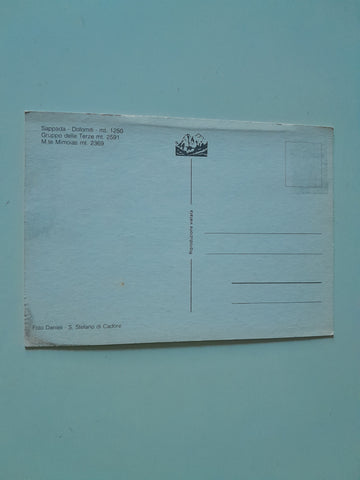 Sappada - Dolomiti - mt. 1250
Gruppo delle Terze mt. 2591
M.te Mimoias mt. 2369
Riproduzione vietata
Foto Daniela - S. Stefano di Cadore